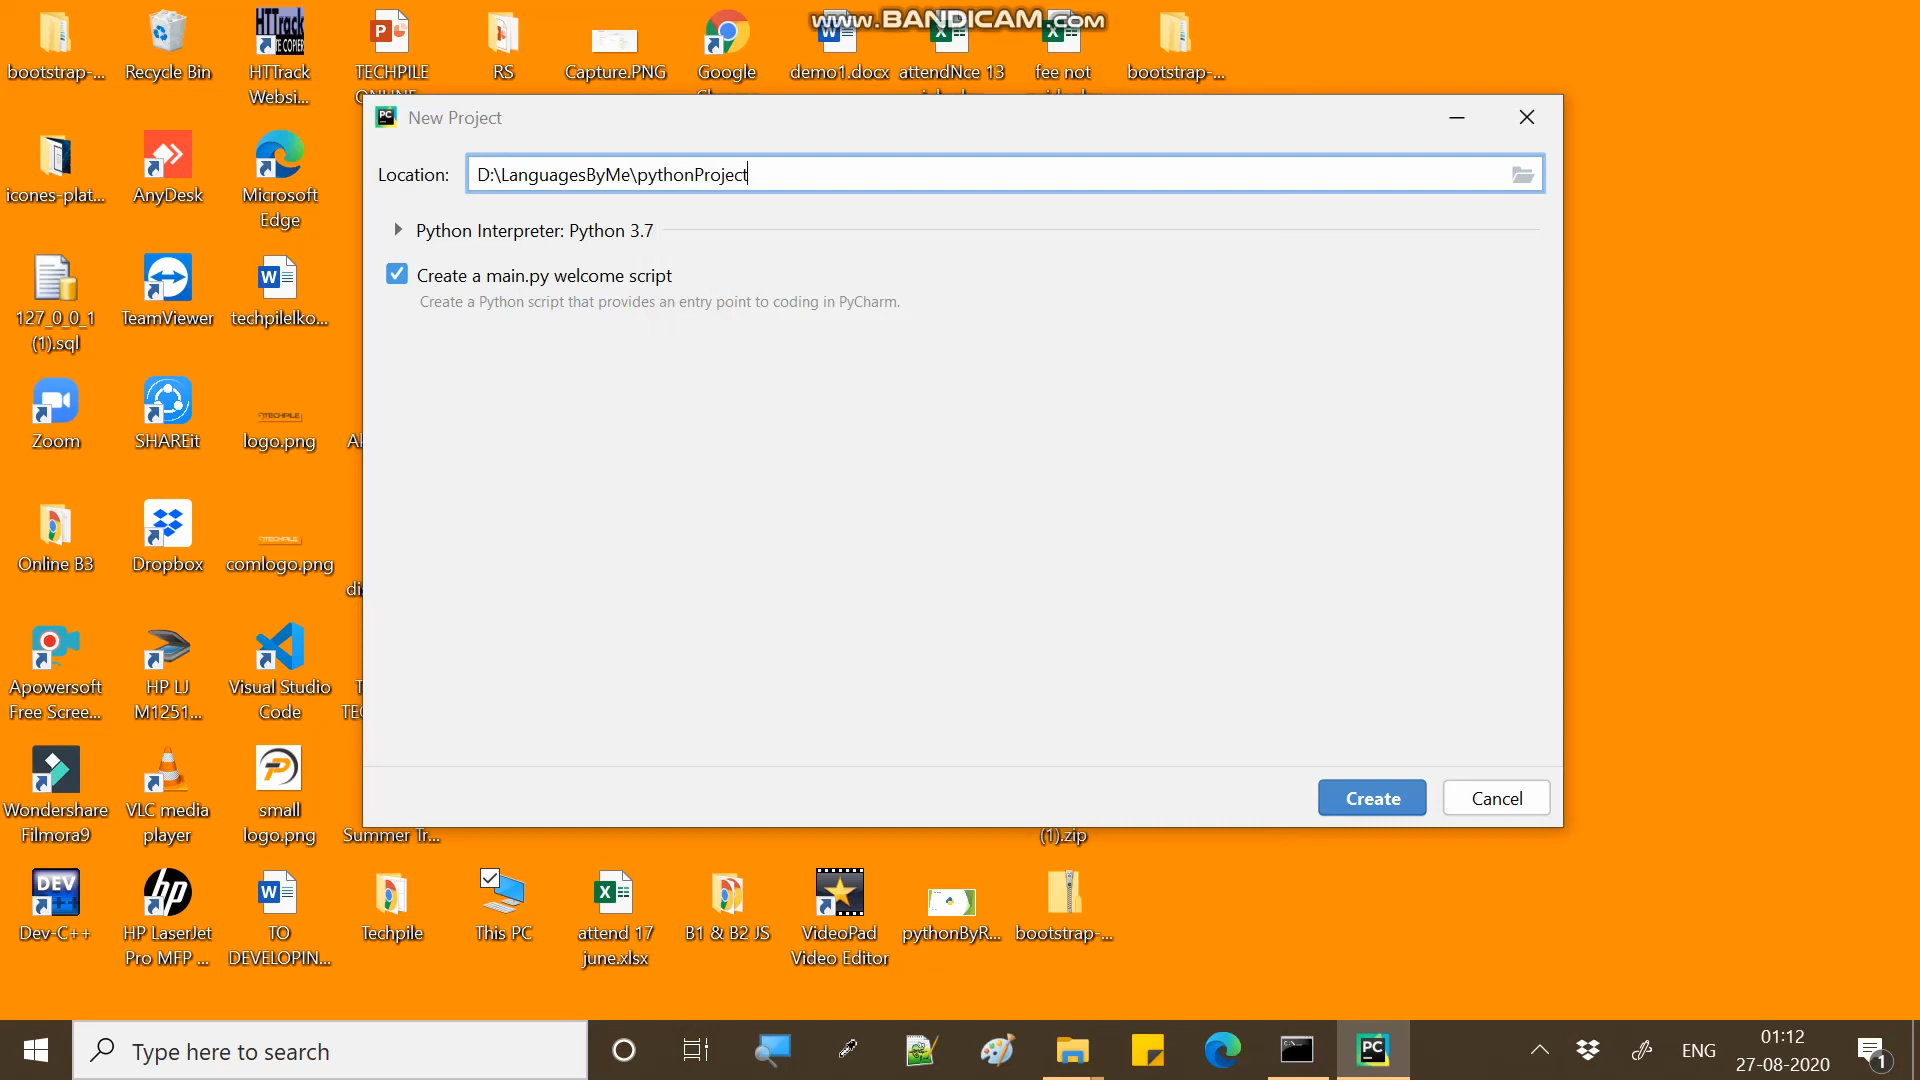 www.BANDICAM.com
bootstrap-...
Recycle Bin
HTTrack
Websi...
TECHPILE
RS
Capture.PNG
Google
demo1.docx
attendNce 13
fee not
bootstrap-...
New Project
Location:
D:\LanguagesByMe\pythonProject
Python Interpreter: Python 3.7
Create a main.py welcome script
Create a Python script that provides an entry point to coding in PyCharm.
Create
Cancel
icones-plat...
AnyDesk
Microsoft
Edge
127_0_0_1
(1).sql
TeamViewer
techpilelko...
Zoom
SHAREit
logo.png
Online B3
Dropbox
comlogo.png
Apowersoft
Free Scree...
HP LJ
M1251...
Visual Studio
Code
Wondershare
Filmora9
VLC media
player
small
logo.png
Summer Tr...
(1).zip
DEV
Dev-C++
HP LaserJet
Pro MFP ...
TO
DEVELOPIN...
Techpile
This PC
attend 17
june.xlsx
B1 & B2 JS
VideoPad
Video Editor
pythonByR...
bootstrap-...
Type here to search
ENG
01:12
27-08-2020
1